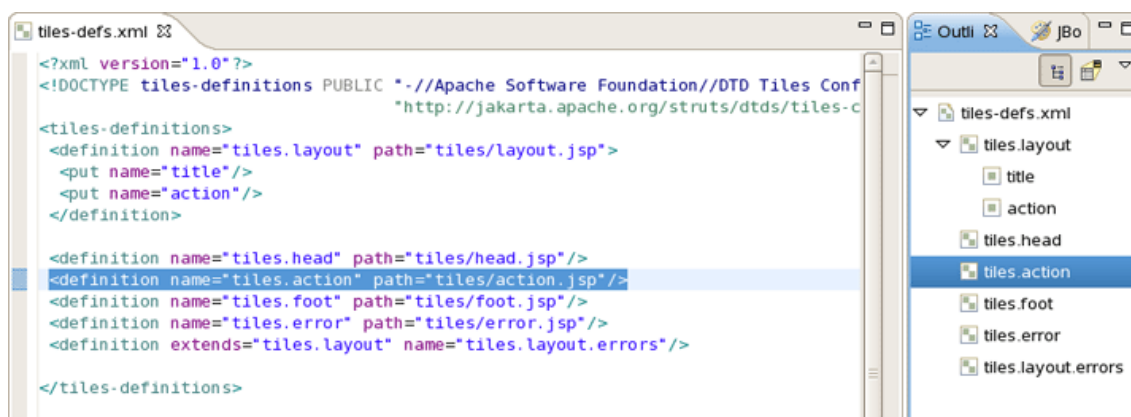 tiles-defs.xml
<?xml version="1.0"?>
<!DOCTYPE tiles-definitions PUBLIC "-//Apache Software Foundation//DTD Tiles Conf
"http://jakarta.apache.org/struts/dtds/tiles-c
<tiles-definitions>
<definition name="tiles.layout" path="tiles/layout.jsp">
<put name="title"/>
<put name="action"/>
</definition>
<definition name="tiles.head" path="tiles/head.jsp"/>
<definition name="tiles.action" path="tiles/action.jsp"/>
<definition name="tiles.foot" path="tiles/foot.jsp"/>
<definition name="tiles.error" path="tiles/error.jsp"/>
<definition extends="tiles.layout" name="tiles.layout.errors"/>
</tiles-definitions>
Outli JBo
tiles-defs.xml
tiles.layout
title
action
tiles.head
tiles.action
tiles.foot
tiles.error
tiles.layout.errors